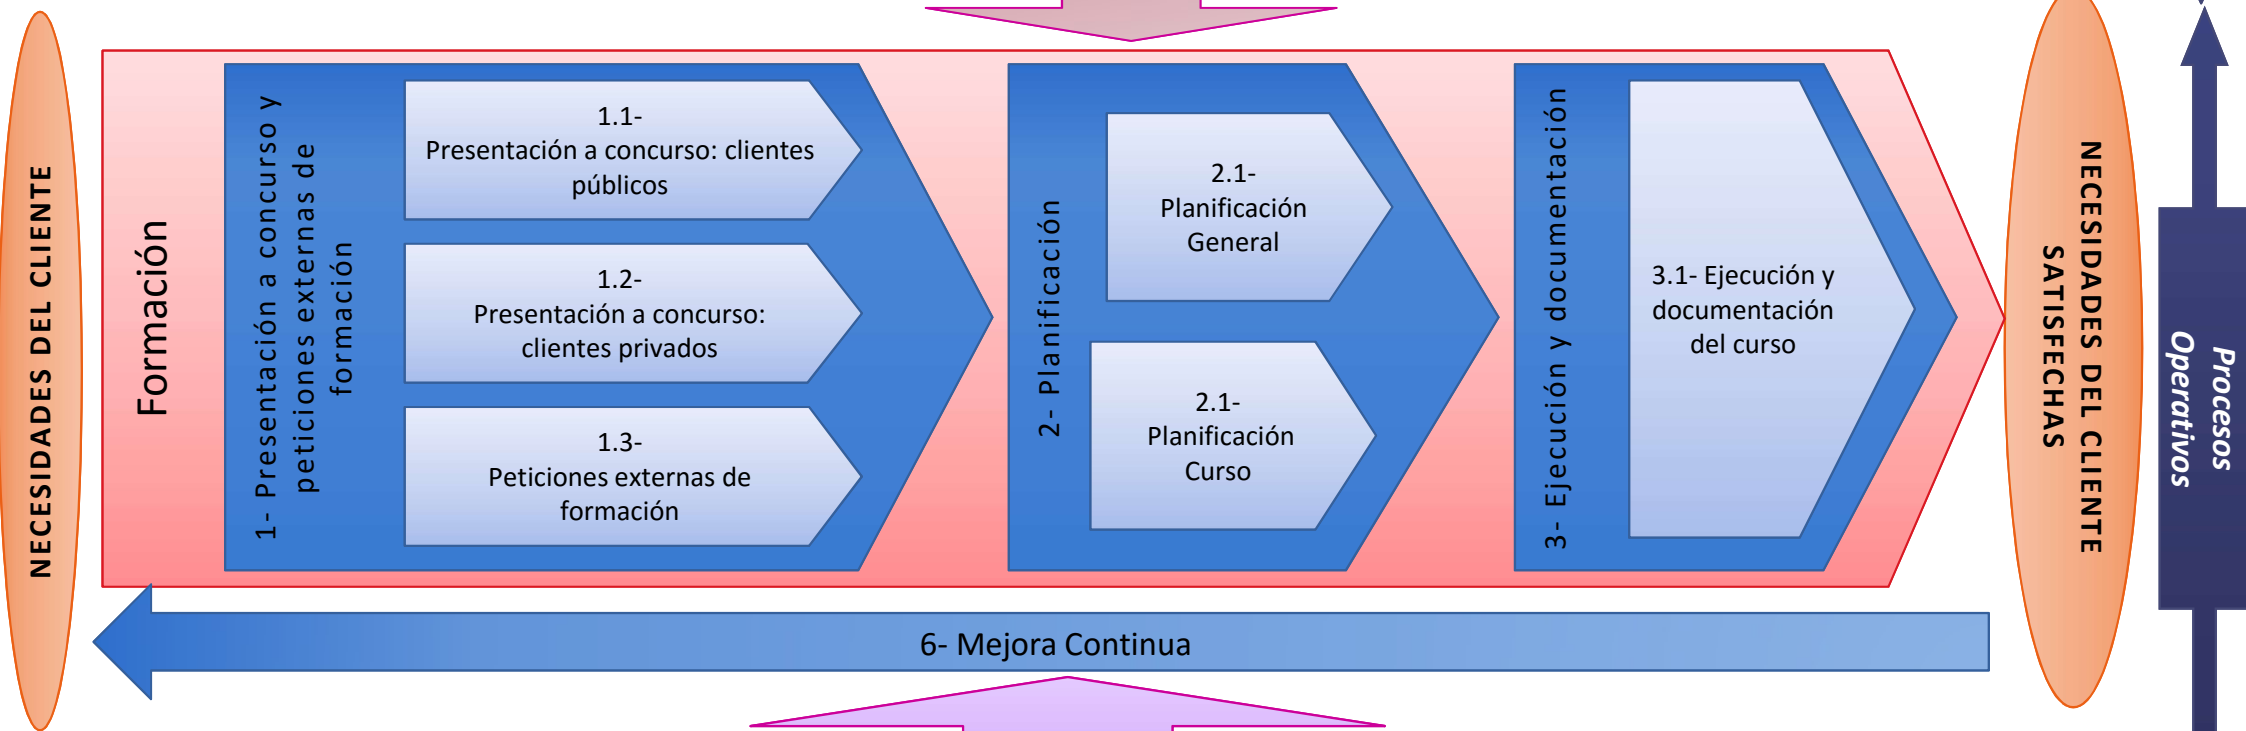 NECESIDADES DEL CLIENTE
Formación
1- Presentación a concurso y
peticiones externas de
formación
1.1-
Presentación a concurso: clientes
públicos
1.2-
Presentación a concurso:
clientes privados
1.3-
Peticiones externas de
formación
2- Planificación
2.1-
Planificación
General
2.1-
Planificación
Curso
3- Ejecución y documentación
3.1- Ejecución y
documentación
del curso
NECESIDADES DEL CLIENTE
SATISFECHAS
Procesos
Operativos
6- Mejora Continua